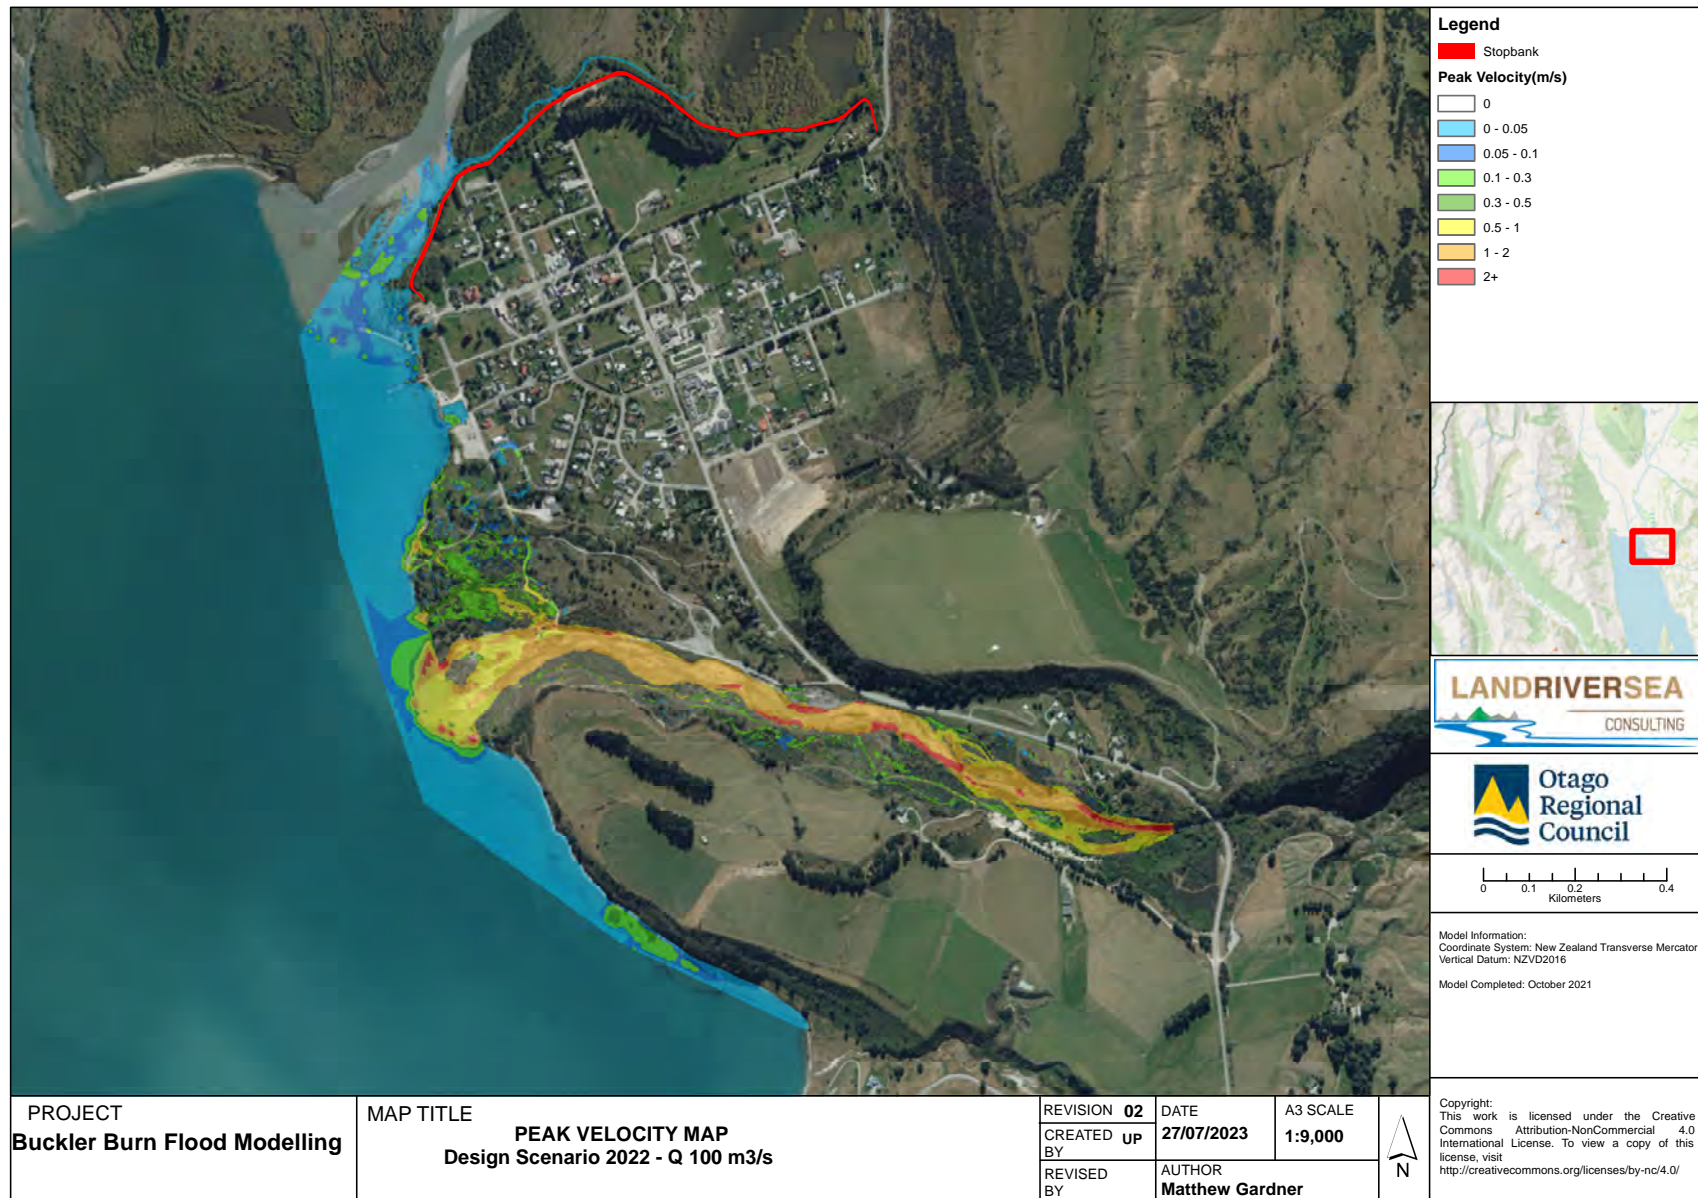 Legend
Stopbank
Peak Velocity(m/s)
0
0 - 0.05
0.05 - 0.1
0.1 - 0.3
0.3 - 0.5
0.5 - 1
1 - 2
2+
LANDRIVERSEA
CONSULTING
Otago
Regional
Council
0 0.1 0.2 0.4
Kilometers
Model Information:
Coordinate System: New Zealand Transverse Mercator
Vertical Datum: NZVD2016
Model Completed: October 2021
Copyright:
This work is licensed under the Creative
Commons Attribution-NonCommercial 4.0
International License. To view a copy of this
license, visit
http://creativecommons.org/licenses/by-nc/4.0/
PROJECT
Buckler Burn Flood Modelling
MAP TITLE
PEAK VELOCITY MAP
Design Scenario 2022 - Q 100 m3/s
REVISION 02
CREATED BY UP
REVISED BY
DATE
27/07/2023
A3 SCALE
1:9,000
AUTHOR
Matthew Gardner
N